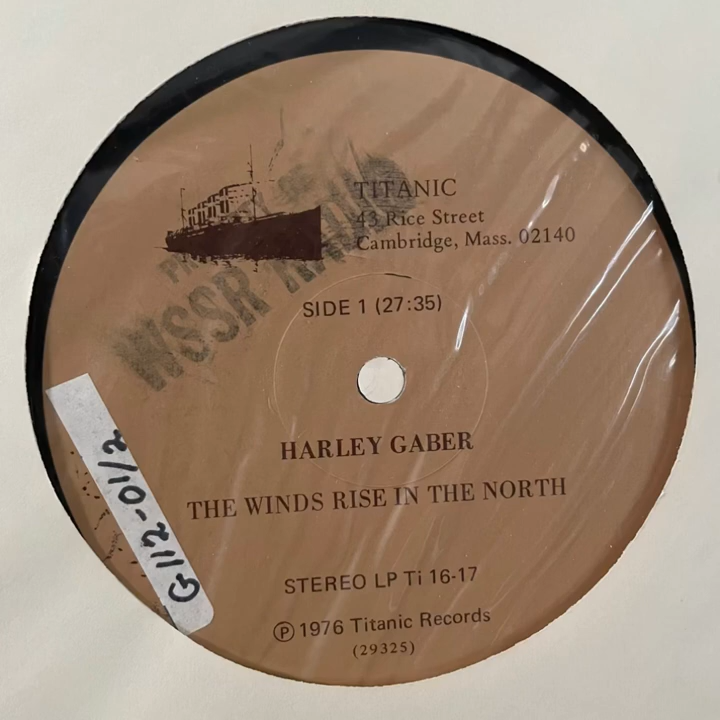 TITANIC
43 Rice Street
Cambridge, Mass. 02140
WSSR RADIO
SIDE 1 (27:35)
HARLEY GABER
THE WINDS RISE IN THE NORTH
G112-01/2
STEREO LP Ti 16-17
Ⓟ 1976 Titanic Records
(29325)